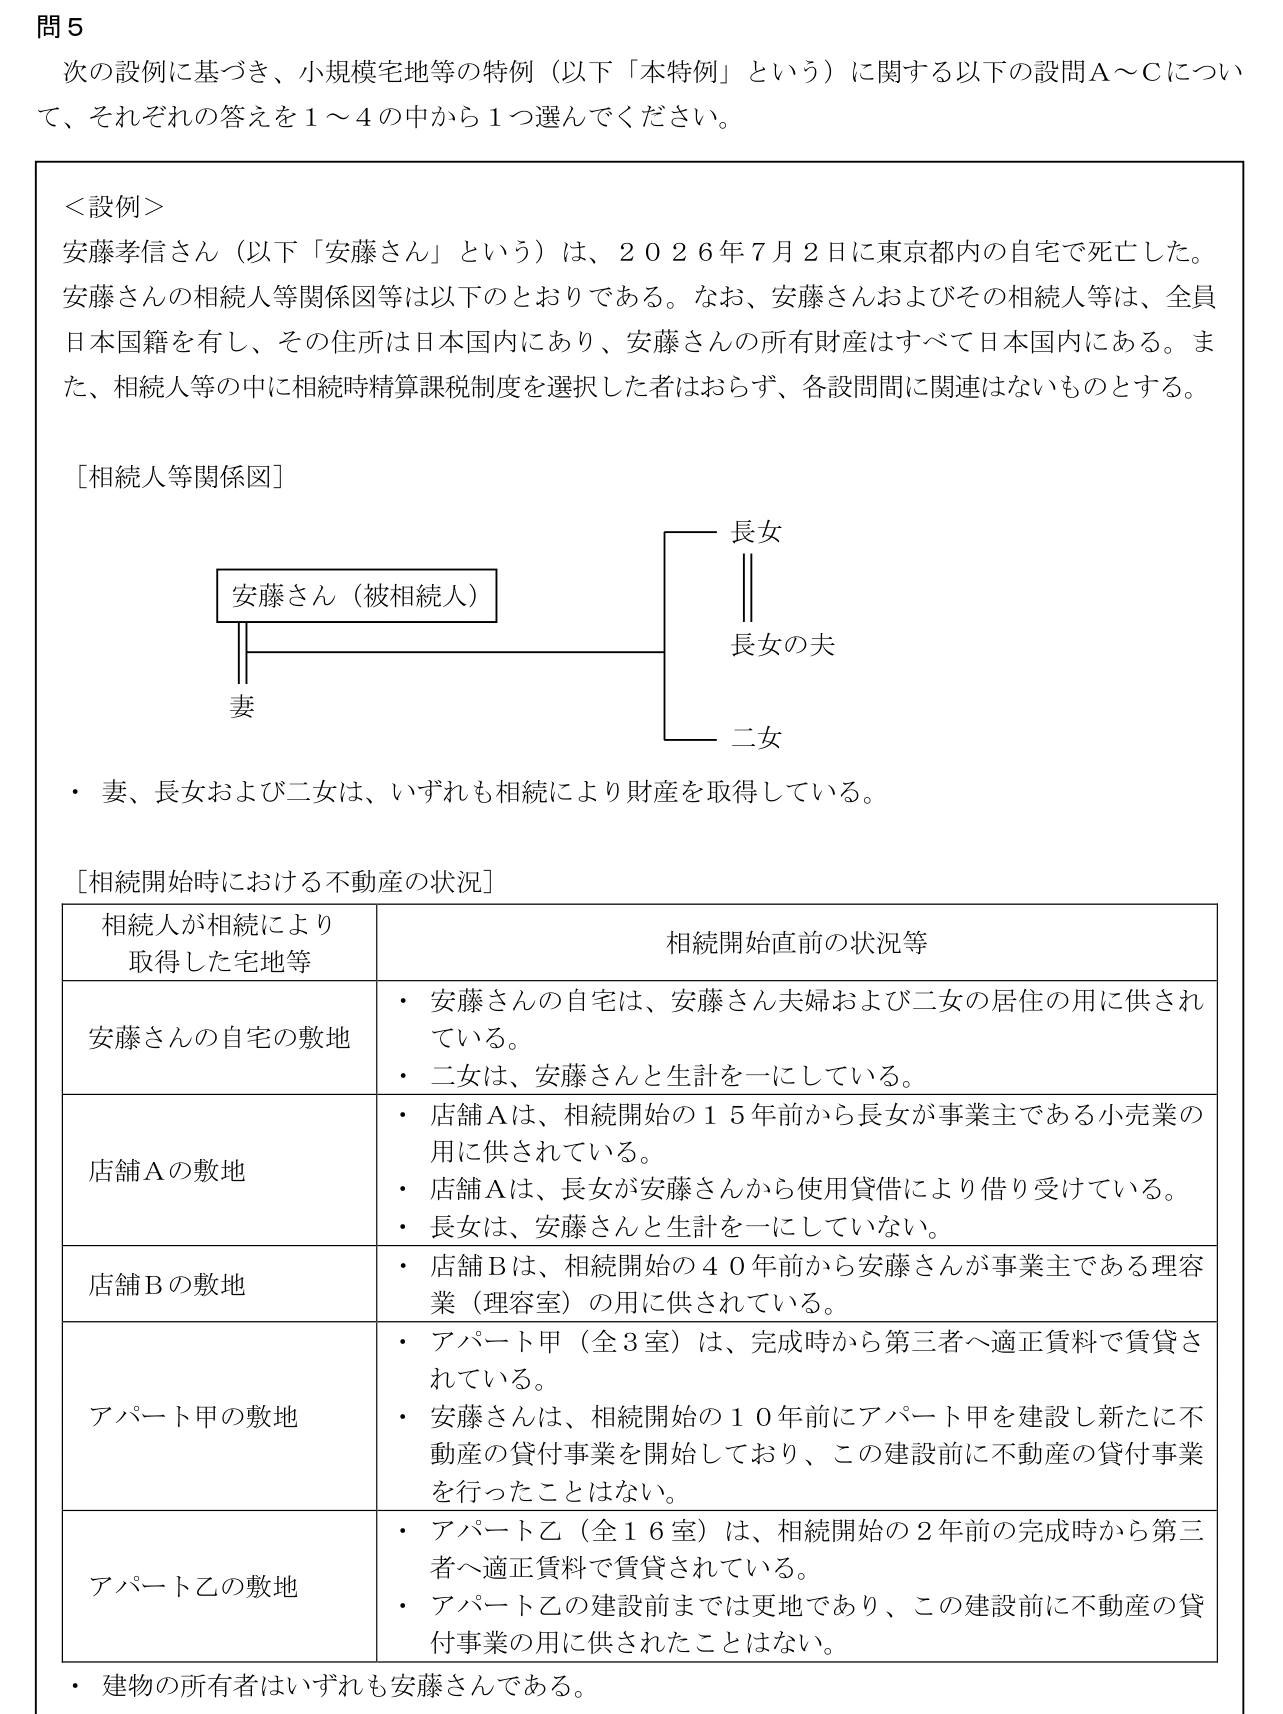 問５
次の設例に基づき、小規模宅地等の特例（以下「本特例」という）に関する以下の設問Ａ～Ｃについ
て、それぞれの答えを１～４の中から１つ選んでください。
＜設例＞
安藤孝信さん（以下「安藤さん」という）は、２０２６年７月２日に東京都内の自宅で死亡した。
安藤さんの相続人等関係図等は以下のとおりである。なお、安藤さんおよびその相続人等は、全員
日本国籍を有し、その住所は日本国内にあり、安藤さんの所有財産はすべて日本国内にある。ま
た、相続人等の中に相続時精算課税制度を選択した者はおらず、各設問間に関連はないものとする。
［相続人等関係図］
長女
安藤さん（被相続人）
長女の夫
妻
二女
・ 妻、長女および二女は、いずれも相続により財産を取得している。
［相続開始時における不動産の状況］
相続人が相続により
取得した宅地等
相続開始直前の状況等
安藤さんの自宅の敷地
・ 安藤さんの自宅は、安藤さん夫婦および二女の居住の用に供され
ている。
・ 二女は、安藤さんと生計を一にしている。
店舗Ａの敷地
・ 店舗Ａは、相続開始の１５年前から長女が事業主である小売業の
用に供されている。
・ 店舗Ａは、長女が安藤さんから使用貸借により借り受けている。
・ 長女は、安藤さんと生計を一にしていない。
店舗Ｂの敷地
・ 店舗Ｂは、相続開始の４０年前から安藤さんが事業主である理容
業（理容室）の用に供されている。
アパート甲の敷地
・ アパート甲（全３室）は、完成時から第三者へ適正賃料で賃貸さ
れている。
・ 安藤さんは、相続開始の１０年前にアパート甲を建設し新たに不
動産の貸付事業を開始しており、この建設前に不動産の貸付事業
を行ったことはない。
アパート乙の敷地
・ アパート乙（全１６室）は、相続開始の２年前の完成時から第三
者へ適正賃料で賃貸されている。
・ アパート乙の建設前までは更地であり、この建設前に不動産の貸
付事業の用に供されたことはない。
・ 建物の所有者はいずれも安藤さんである。